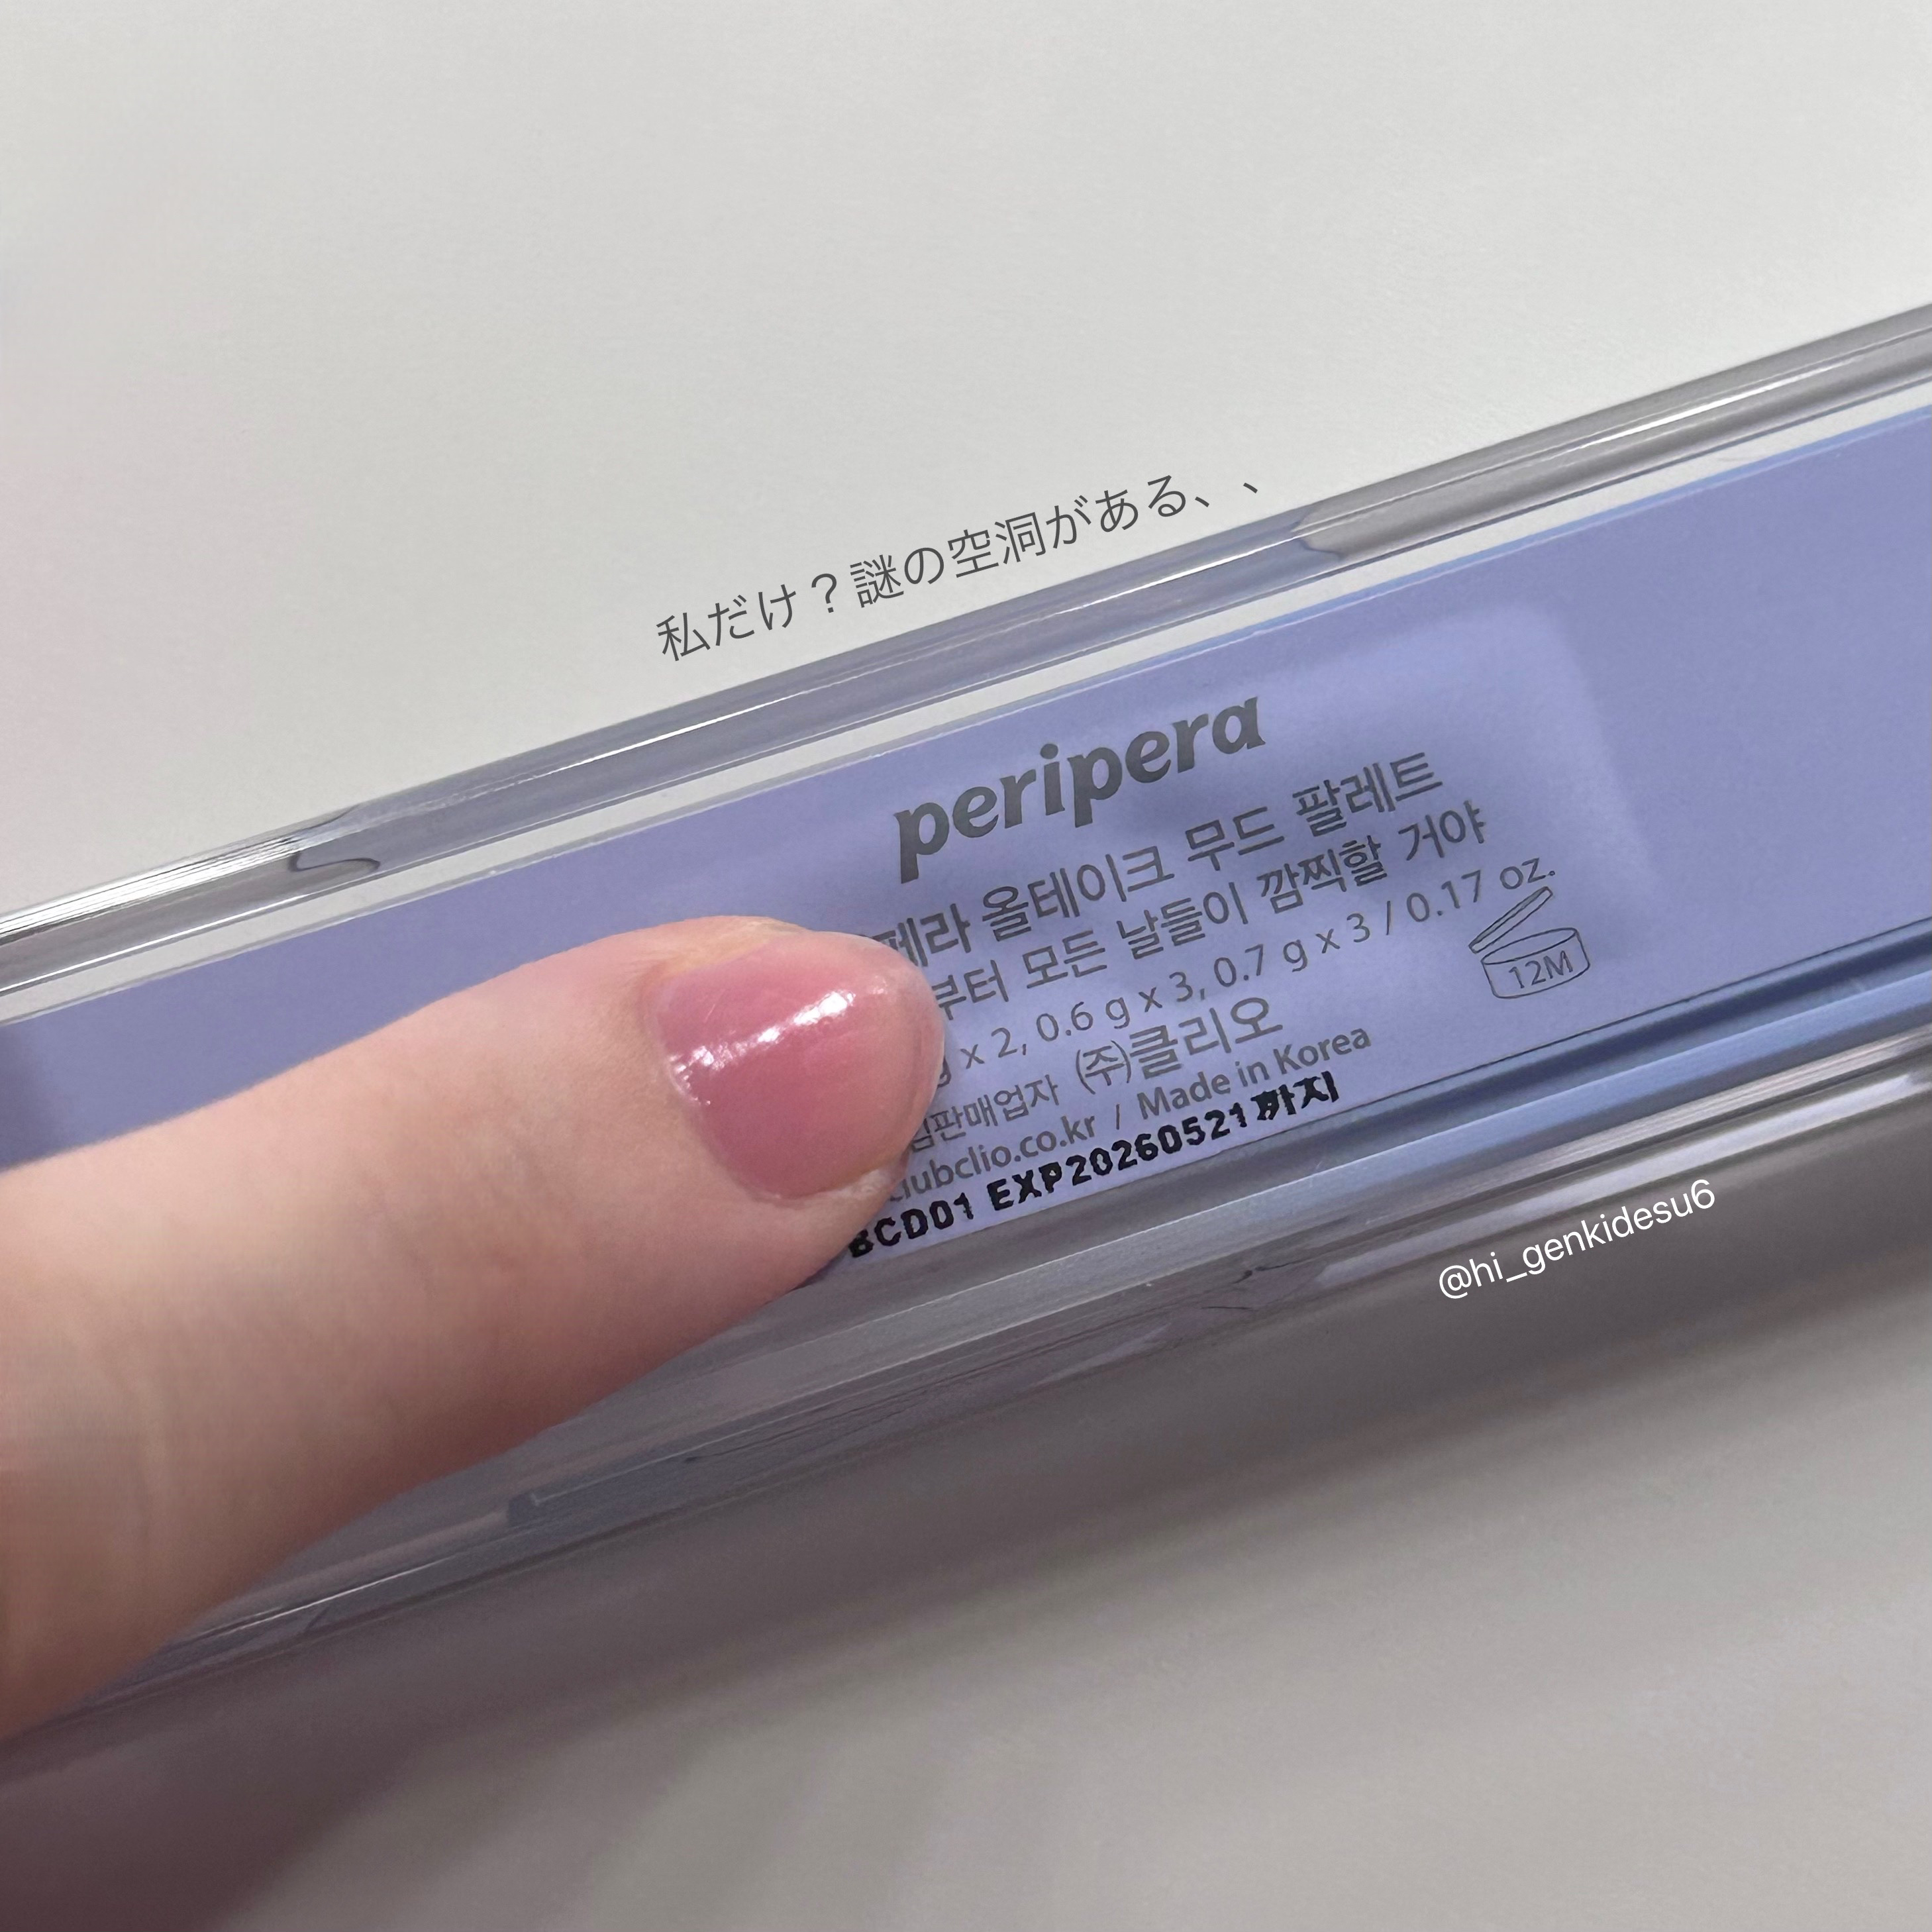 私だけ？謎の空洞がある、、
peripera
페라 올테이크 무드 팔레트
부터 모든 날들이 깜찍할 거야
g x 2, 0.6 g x 3, 0.7 g x 3 / 0.17 oz.
12M
판매업자 ㈜클리오
clubclio.co.kr / Made in Korea
BCD01 EXP20260521까지
@hi_genkidesu6